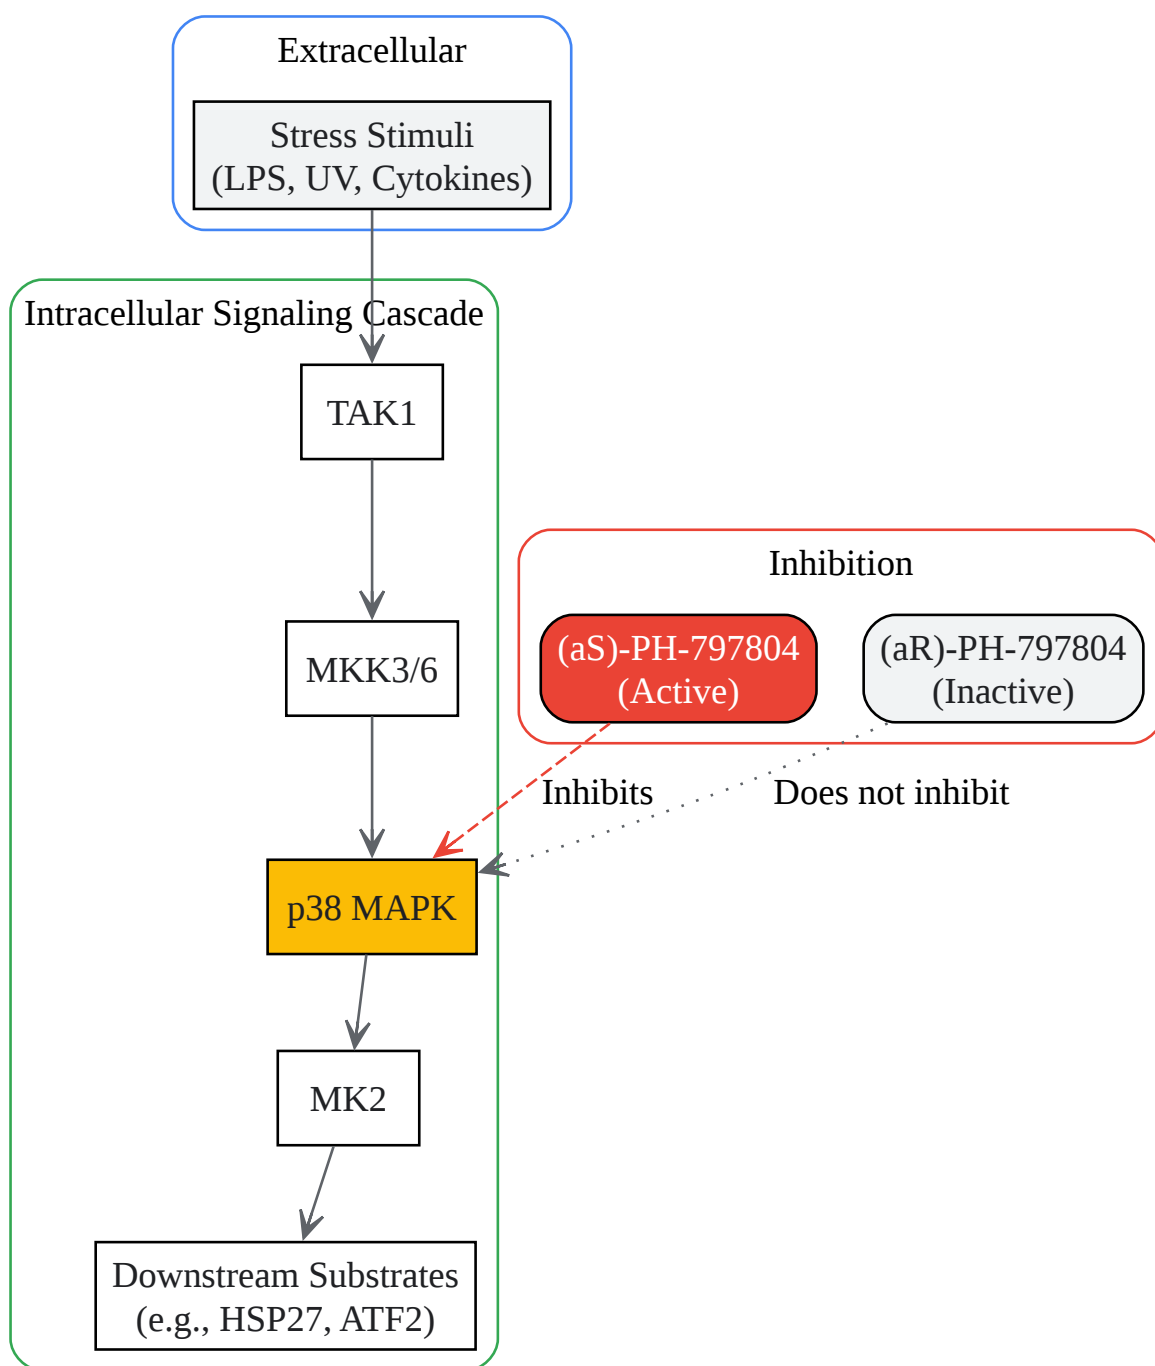 Extracellular
Stress Stimuli
(LPS, UV, Cytokines)
Intracellular Signaling Cascade
TAK1
Inhibition
(aS)-PH-797804
(Active)
(aR)-PH-797804
(Inactive)
MKK3/6
Inhibits
Does not inhibit
p38 MAPK
MK2
Downstream Substrates
(e.g., HSP27, ATF2)